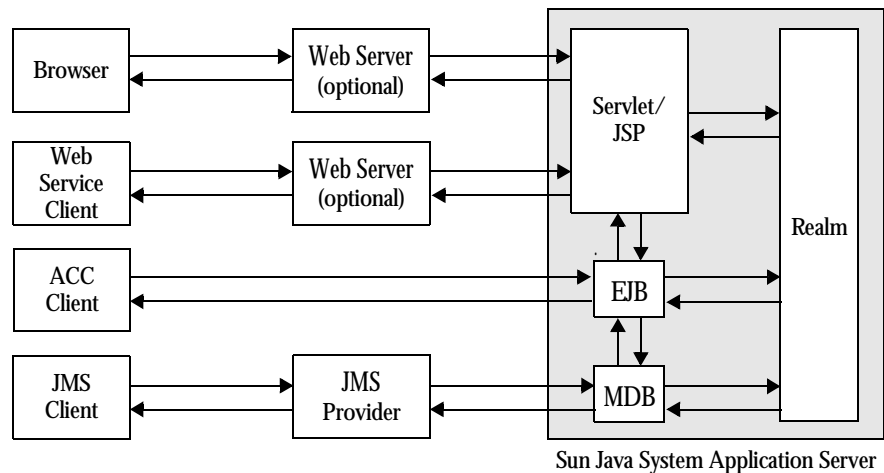 Browser
Web Server
(optional)
Servlet/
JSP
Web
Service
Client
Web Server
(optional)
Realm
ACC
Client
EJB
JMS
Client
JMS
Provider
MDB
Sun Java System Application Server